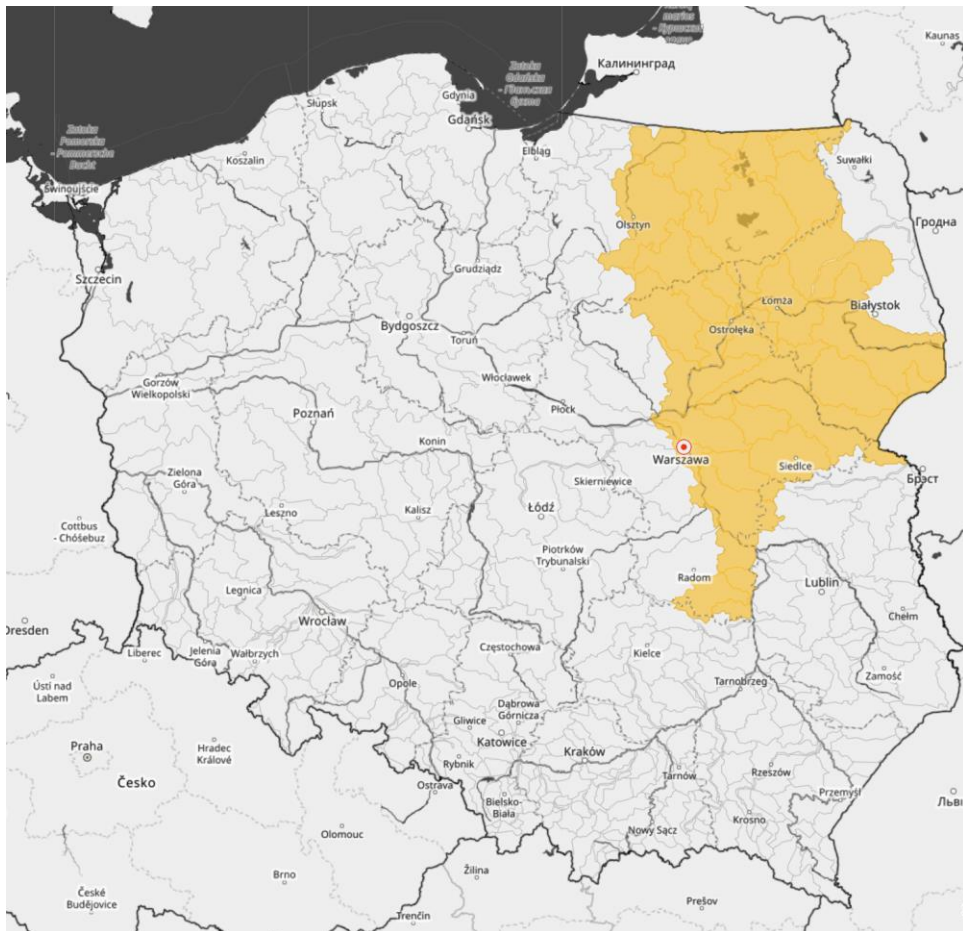 Kaunas
Калининград
Zatoka
Gdańska
Gdynia
Słupsk
Gdańsk
Zatoka
Pomorska
- Pommersche
Bucht
Elbląg
Koszalin
Suwałki
Świnoujście
Olsztyn
Гродна
Grudziądz
Szczecin
Łomża
Białystok
Bydgoszcz
Ostrołęka
Toruń
Włocławek
Gorzów
Wielkopolski
Płock
Poznań
Konin
Warszawa
Siedlce
Zielona
Góra
Skierniewice
Брэст
Leszno
Kalisz
Łódź
Cottbus
- Chóśebuz
Piotrków
Trybunalski
Radom
Lublin
Legnica
Wrocław
Chełm
Dresden
Liberec
Jelenia
Góra
Wałbrzych
Częstochowa
Kielce
Zamość
Opole
Tarnobrzeg
Ústí nad
Labem
Dąbrowa
Górnicza
Gliwice
Katowice
Praha
Hradec
Králové
Kraków
Rybnik
Tarnów
Rzeszów
Česko
Ostrava
Przemyśl
Bielsko-
Biała
Krosno
Olomouc
Nowy Sącz
Brno
Žilina
České
Budějovice
Prešov
Trenčín